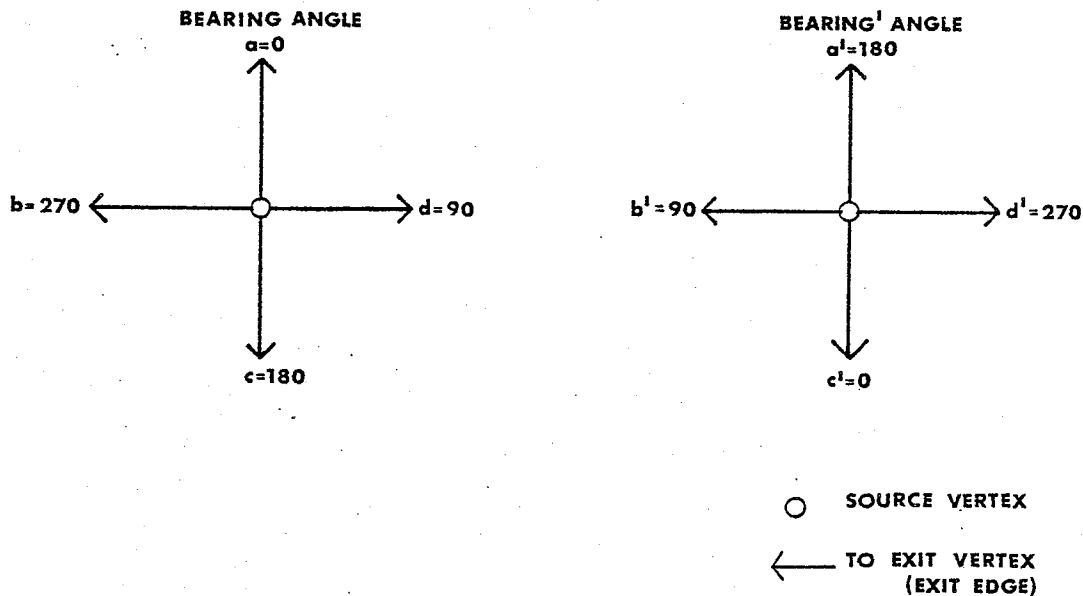 BEARING ANGLE
a=0
b=270
d=90
c=180
BEARING' ANGLE
a'=180
b'=90
d'=270
c'=0
SOURCE VERTEX
TO EXIT VERTEX
(EXIT EDGE)